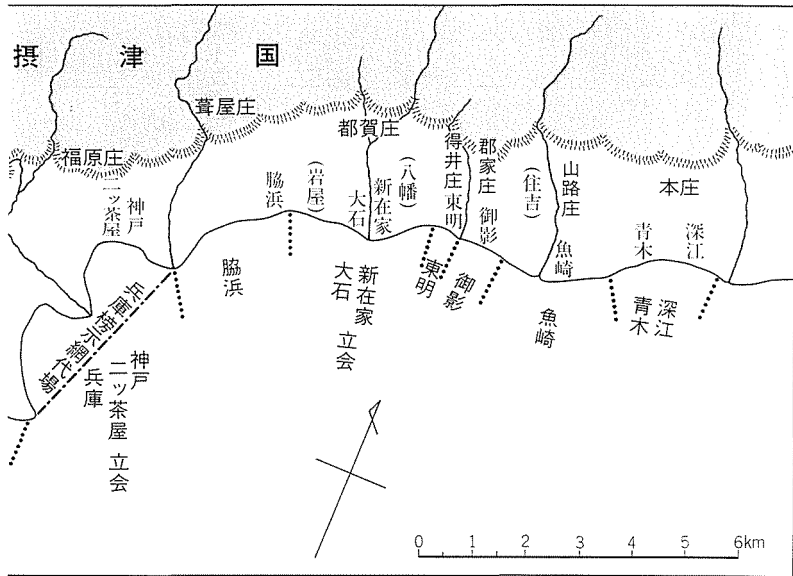 摂津国
葺屋庄
都賀庄
福原庄
得井庄
郡家庄
山路庄
本庄
二ッ茶屋
神戸
脇浜
(岩屋)
大石
新在家
(八幡)
東明
御影
(住吉)
魚崎
青木
深江
脇浜
新在家
大石
立会
東明
御影
魚崎
深江
青木
兵庫榜示網代場
神戸
二ッ茶屋 立会
兵庫
0 1 2 3 4 5 6km